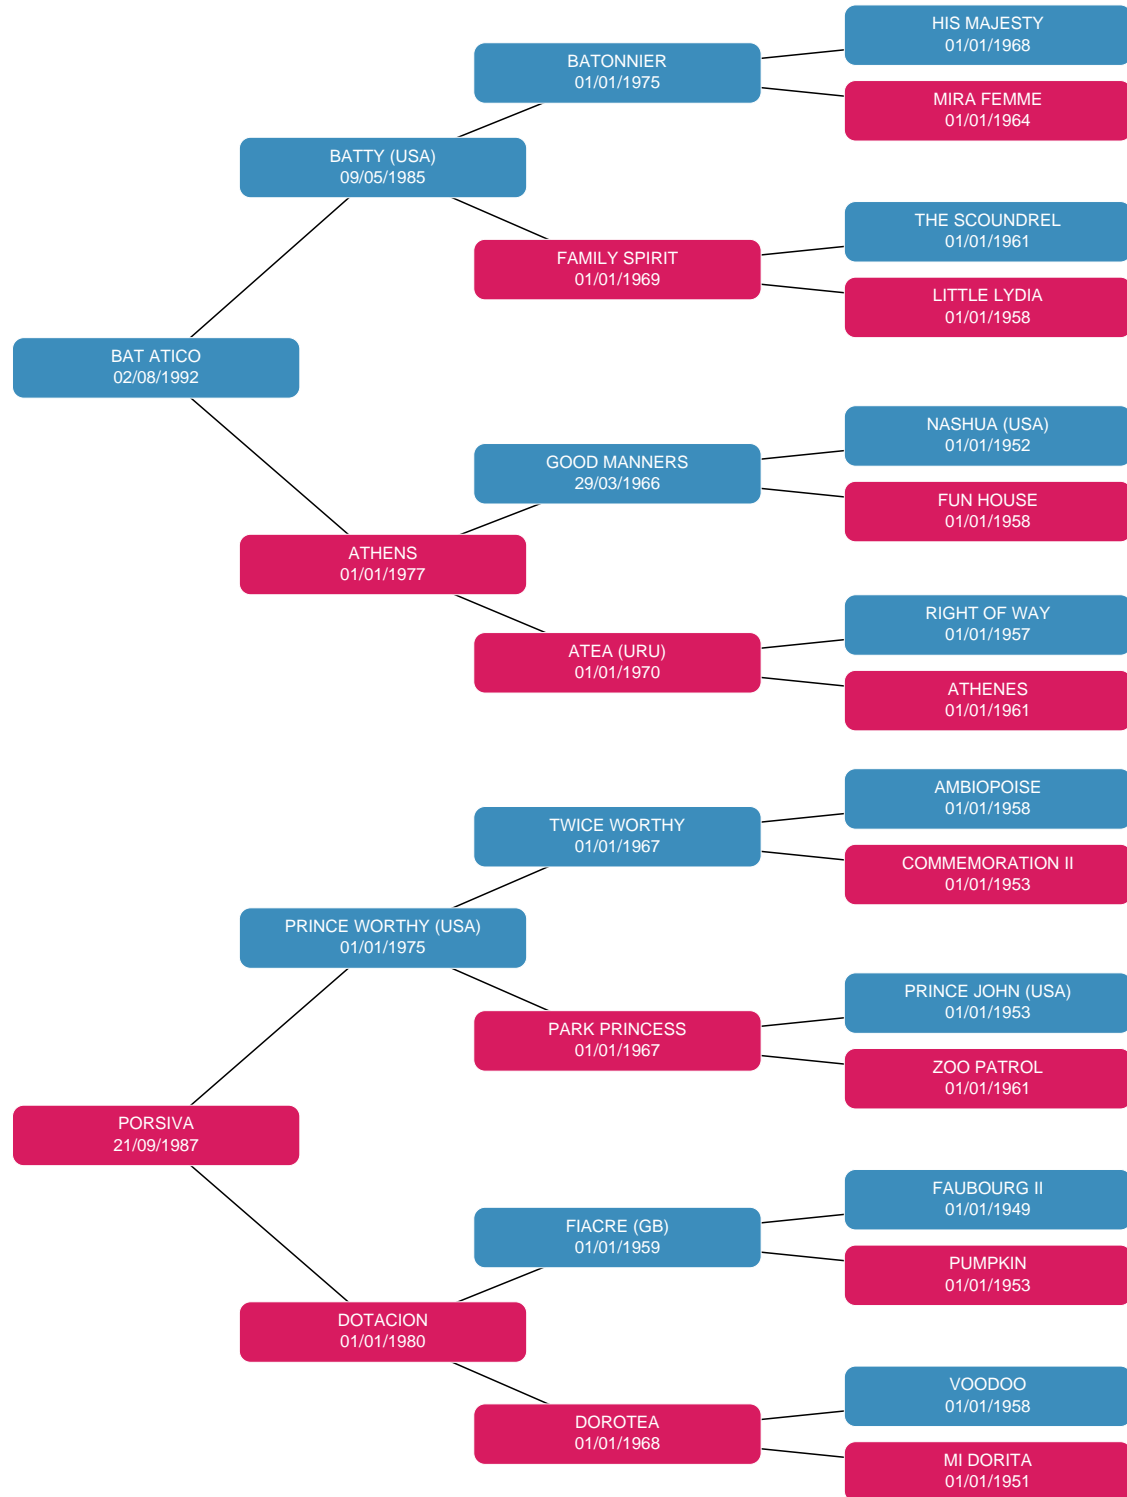 HIS MAJESTY
01/01/1968
BATONNIER
01/01/1975
MIRA FEMME
01/01/1964
BATTY (USA)
09/05/1985
THE SCOUNDREL
01/01/1961
FAMILY SPIRIT
01/01/1969
LITTLE LYDIA
01/01/1958
BAT ATICO
02/08/1992
NASHUA (USA)
01/01/1952
GOOD MANNERS
29/03/1966
FUN HOUSE
01/01/1958
ATHENS
01/01/1977
RIGHT OF WAY
01/01/1957
ATEA (URU)
01/01/1970
ATHENES
01/01/1961
AMBIOPOISE
01/01/1958
TWICE WORTHY
01/01/1967
COMMEMORATION II
01/01/1953
PRINCE WORTHY (USA)
01/01/1975
PRINCE JOHN (USA)
01/01/1953
PARK PRINCESS
01/01/1967
ZOO PATROL
01/01/1961
PORSIVA
21/09/1987
FAUBOURG II
01/01/1949
FIACRE (GB)
01/01/1959
PUMPKIN
01/01/1953
DOTACION
01/01/1980
VOODOO
01/01/1958
DOROTEA
01/01/1968
MI DORITA
01/01/1951